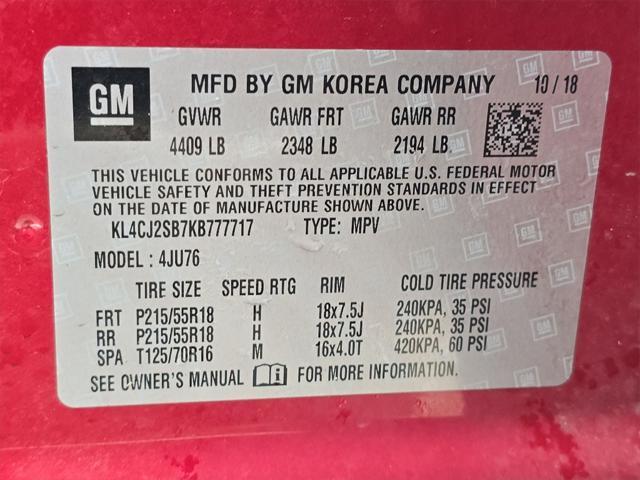 GM MFD BY GM KOREA COMPANY 10/18
GVWR GAWR FRT GAWR RR
4409 LB 2348 LB 2194 LB
THIS VEHICLE CONFORMS TO ALL APPLICABLE U.S. FEDERAL MOTOR
VEHICLE SAFETY AND THEFT PREVENTION STANDARDS IN EFFECT
ON THE DATE OF MANUFACTURE SHOWN ABOVE.
KL4CJ2SB7KB777717 TYPE: MPV
MODEL : 4JU76
TIRE SIZE SPEED RTG RIM COLD TIRE PRESSURE
FRT P215/55R18 H 18x7.5J 240KPA, 35 PSI
RR P215/55R18 H 18x7.5J 240KPA, 35 PSI
SPA T125/70R16 M 16x4.0T 420KPA, 60 PSI
SEE OWNER'S MANUAL FOR MORE INFORMATION.